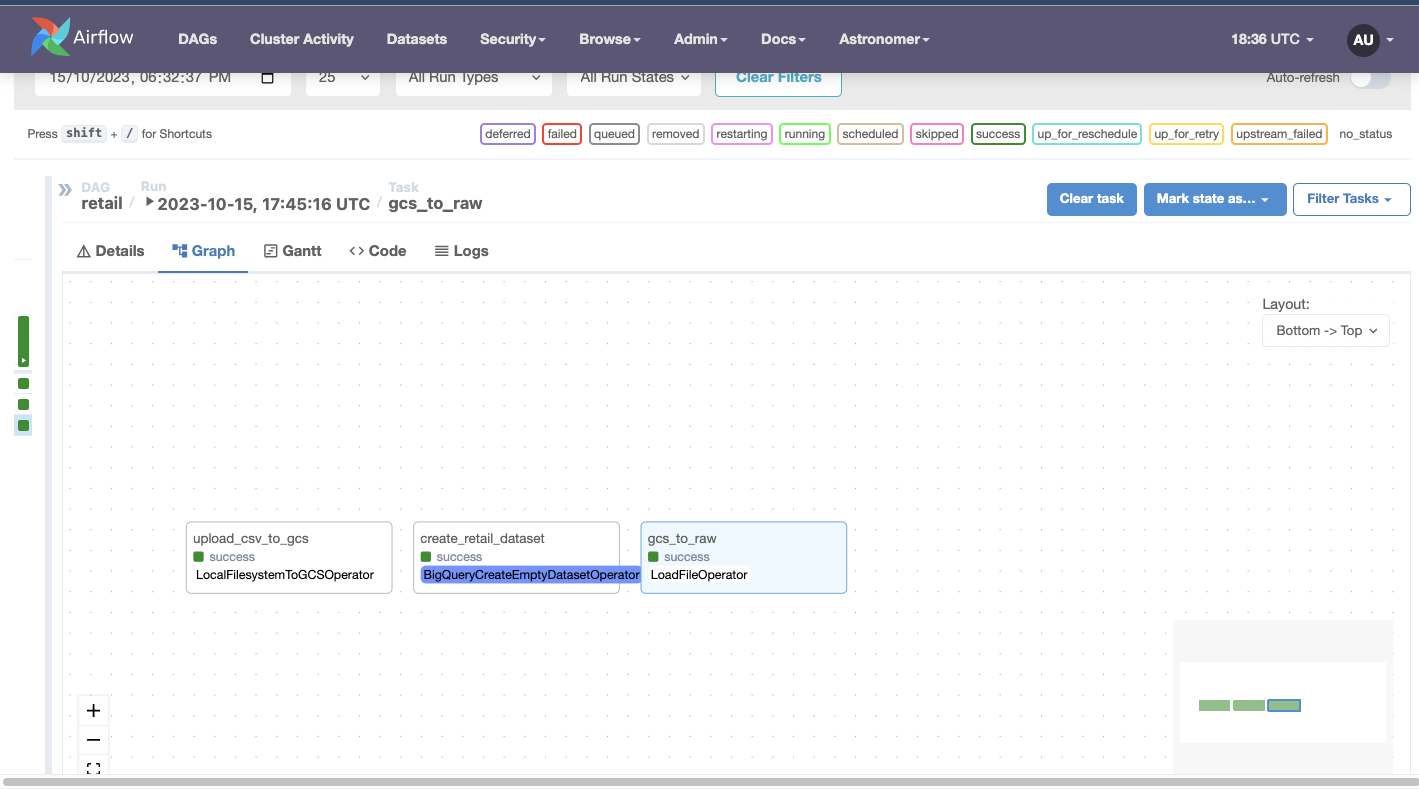 Airflow DAGs Cluster Activity Datasets Security Browse Admin Docs Astronomer 18:36 UTC AU
15/10/2023, 06:32:37 PM 25 All Run Types All Run States Clear Filters Auto-refresh
Press shift + / for Shortcuts deferred failed queued removed restarting running scheduled skipped success up_for_reschedule up_for_retry upstream_failed no_status
DAG Run Task
retail / 2023-10-15, 17:45:16 UTC / gcs_to_raw
Clear task Mark state as... Filter Tasks
Details Graph Gantt Code Logs
Layout:
Bottom -> Top
upload_csv_to_gcs
success
LocalFilesystemToGCSOperator
create_retail_dataset
success
BigQueryCreateEmptyDatasetOperator
gcs_to_raw
success
LoadFileOperator